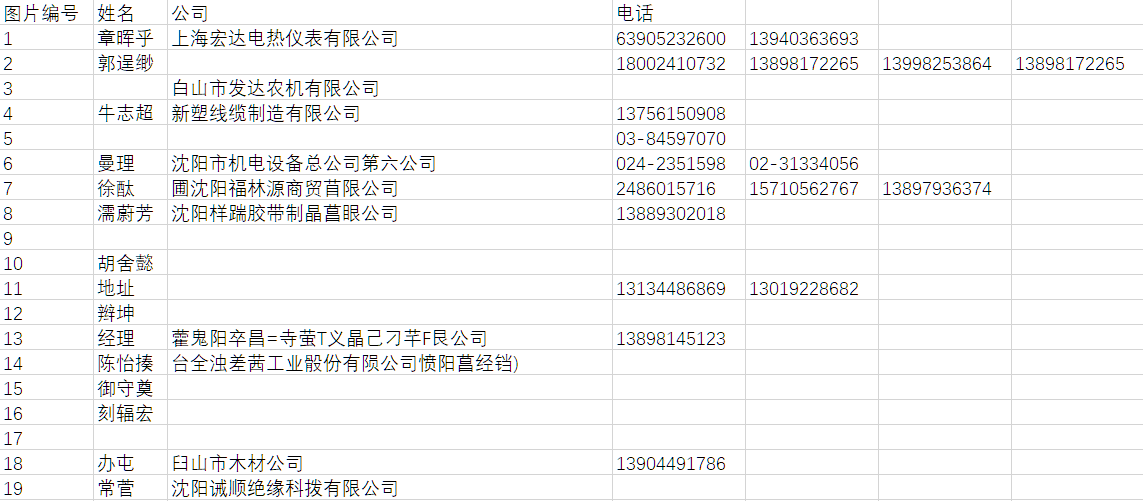 图片编号 姓名 公司 电话
1 章晖乎 上海宏达电热仪表有限公司 63905232600 13940363693
2 郭逞缈 18002410732 13898172265 13998253864 13898172265
3 白山市发达农机有限公司
4 牛志超 新塑线缆制造有限公司 13756150908
5 03-84597070
6 曼理 沈阳市机电设备总公司第六公司 024-2351598 02-31334056
7 徐酞 圃沈阳福林源商贸苜限公司 2486015716 15710562767 13897936374
8 濡蔚芳 沈阳样踹胶带制晶菖眼公司 13889302018
9
10 胡舍懿
11 地址 13134486869 13019228682
12 辫坤
13 经理 藿鬼阳卒昌=寺萤T义晶己刁芊F艮公司 13898145123
14 陈怡揍 台全浊差茜工业骰份有陨公司愤阳菖经铛)
15 御守奠
16 刻辐宏
17
18 办屯 臼山市木材公司 13904491786
19 常菅 沈阳诫顺绝缘科拨有限公司